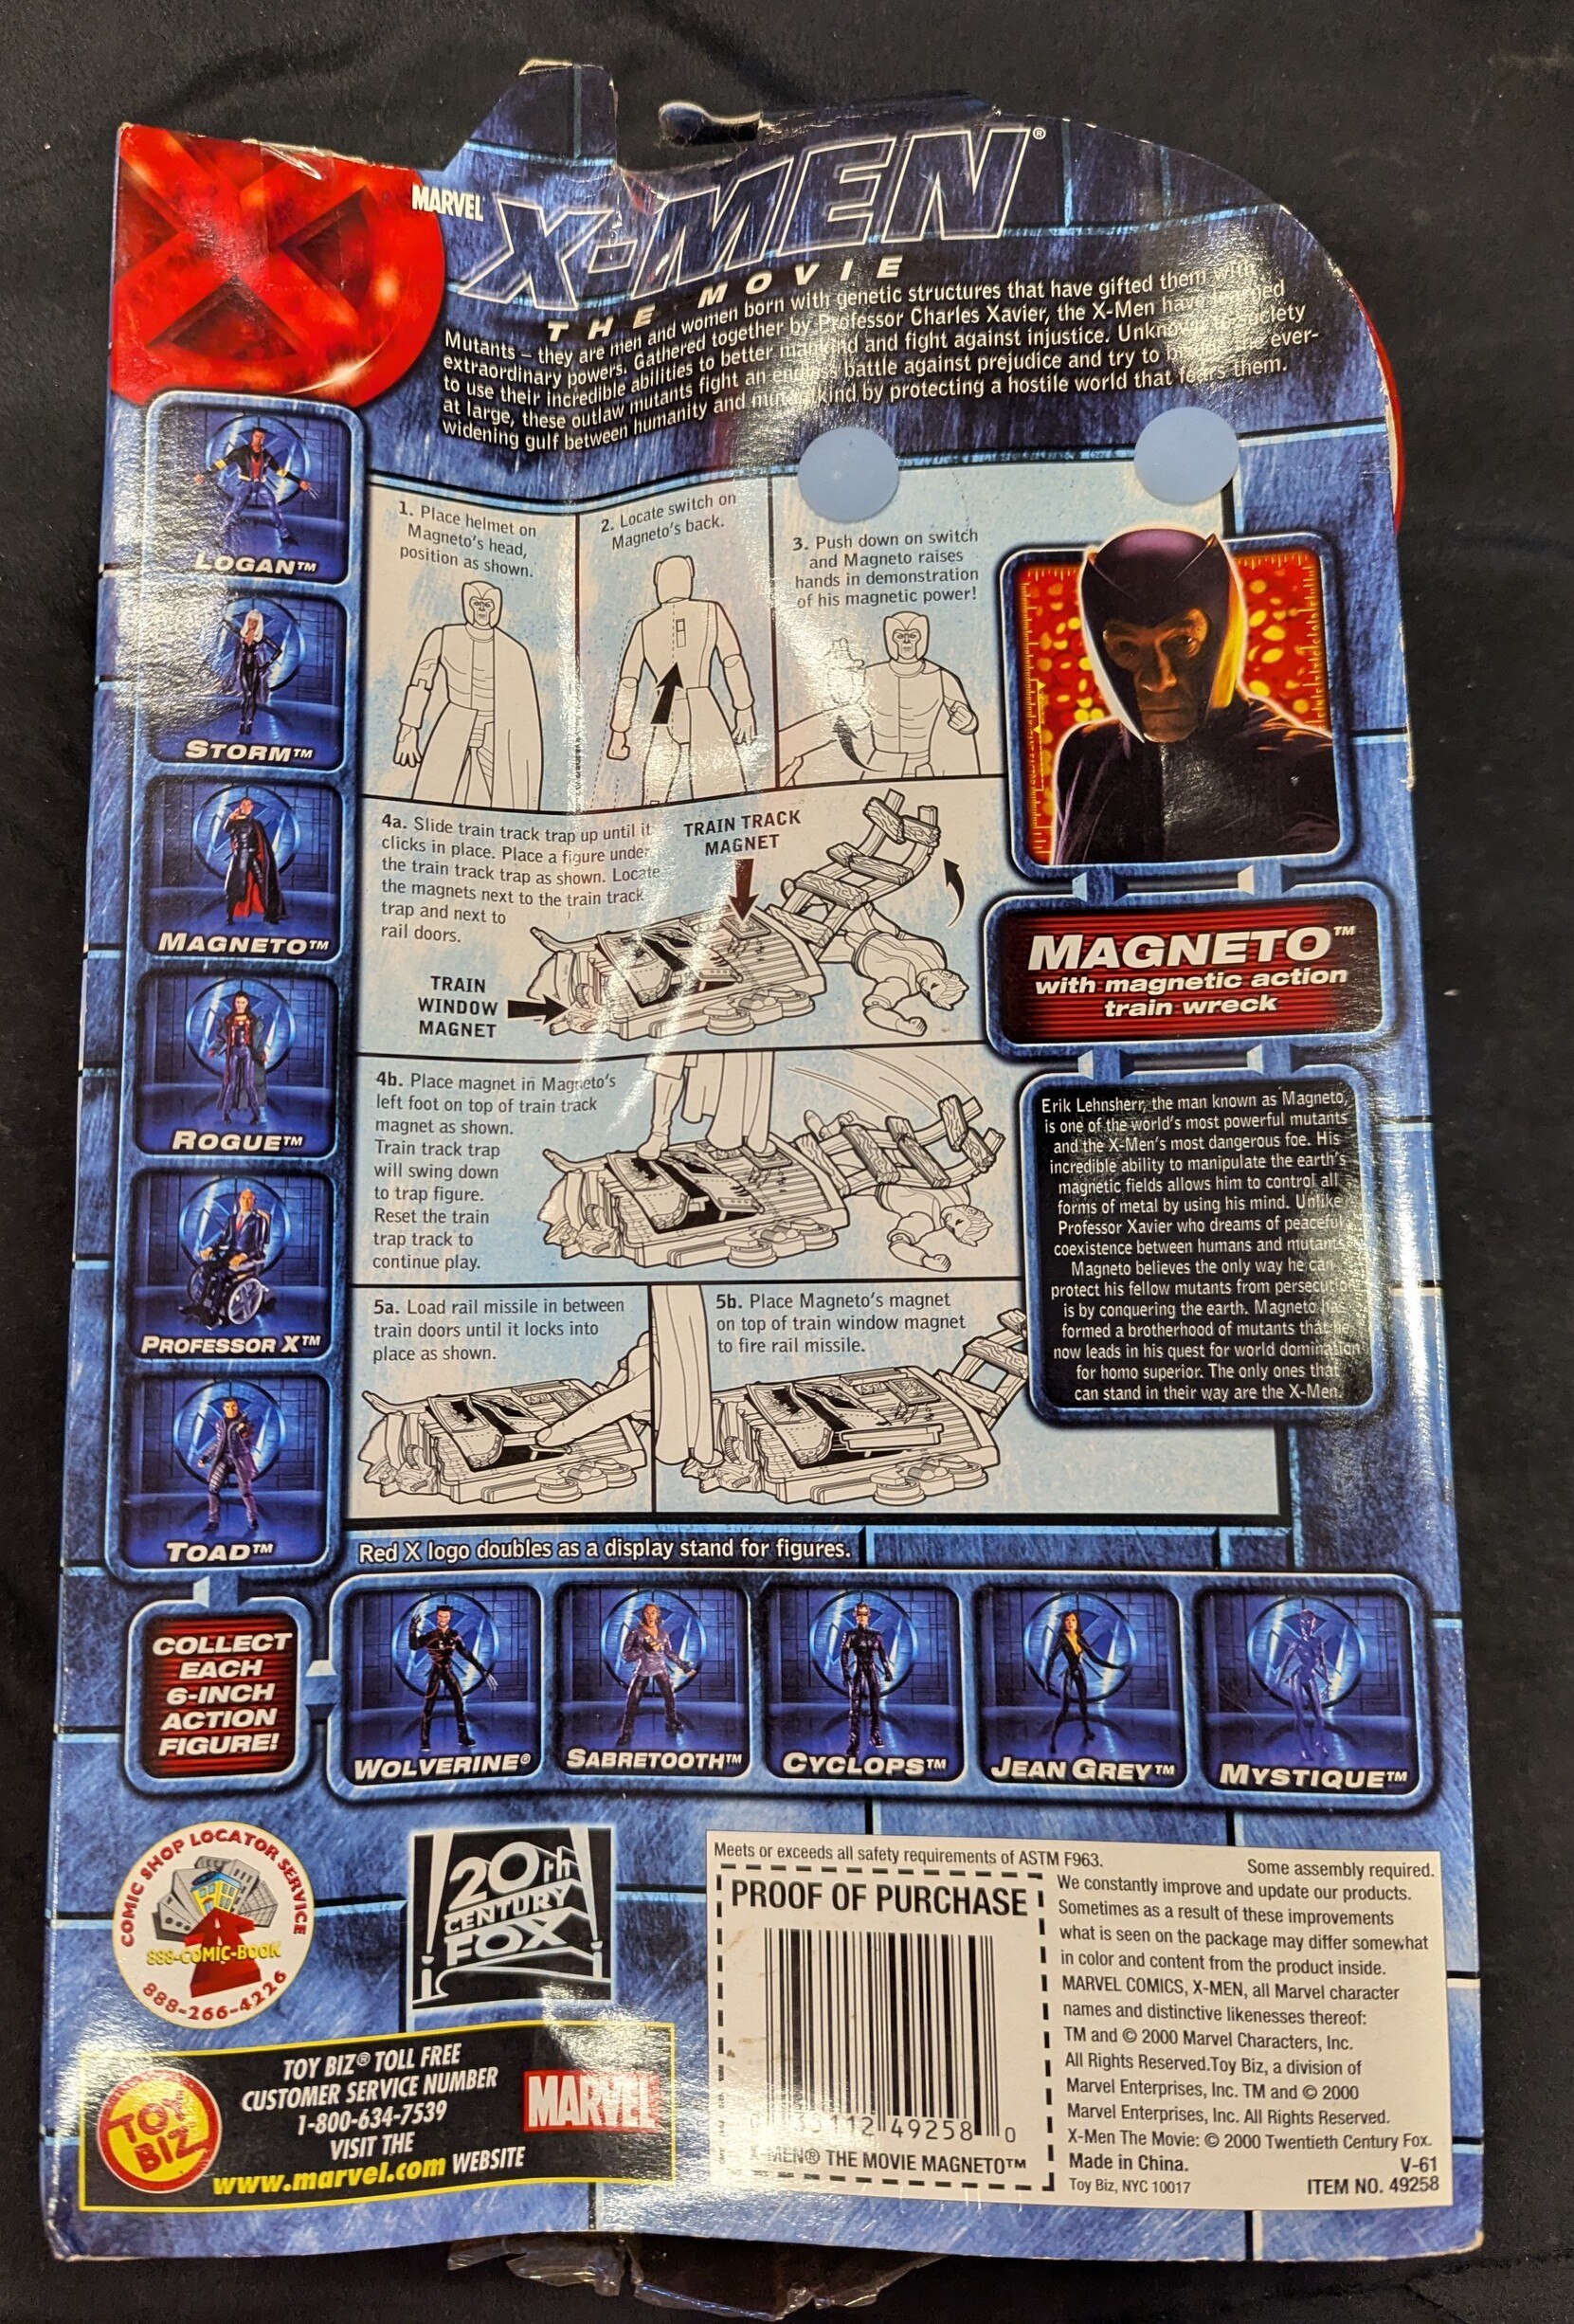 MARVEL
X-MEN®
THE MOVIE
Mutants – they are men and women born with genetic structures that have gifted them with
extraordinary powers. Gathered together by Professor Charles Xavier, the X-Men have learned
to use their incredible abilities to better mankind and fight against injustice. Unknown to society
at large, these outlaw mutants fight an endless battle against prejudice and try to bridge the ever-
widening gulf between humanity and mutantkind by protecting a hostile world that fears them.
LOGAN™
STORM™
MAGNETO™
ROGUE™
PROFESSOR X™
TOAD™
1. Place helmet on
Magneto's head,
position as shown.
2. Locate switch on
Magneto's back.
3. Push down on switch
and Magneto raises
hands in demonstration
of his magnetic power!
4a. Slide train track trap up until it
clicks in place. Place a figure under
the train track trap as shown. Locate
the magnets next to the train track
trap and next to
rail doors.
TRAIN TRACK
MAGNET
TRAIN
WINDOW
MAGNET
4b. Place magnet in Magneto's
left foot on top of train track
magnet as shown.
Train track trap
will swing down
to trap figure.
Reset the train
trap track to
continue play.
5a. Load rail missile in between
train doors until it locks into
place as shown.
5b. Place Magneto's magnet
on top of train window magnet
to fire rail missile.
MAGNETO™
with magnetic action
train wreck
Erik Lehnsherr, the man known as Magneto,
is one of the world's most powerful mutants
and the X-Men's most dangerous foe. His
incredible ability to manipulate the earth's
magnetic fields allows him to control all
forms of metal by using his mind. Unlike
Professor Xavier who dreams of peaceful
coexistence between humans and mutants
Magneto believes the only way he can
protect his fellow mutants from persecution
is by conquering the earth. Magneto has
formed a brotherhood of mutants that he
now leads in his quest for world domination
for homo superior. The only ones that
can stand in their way are the X-Men.
Red X logo doubles as a display stand for figures.
COLLECT
EACH
6-INCH
ACTION
FIGURE!
WOLVERINE®
SABRETOOTH™
CYCLOPS™
JEAN GREY™
MYSTIQUE™
COMIC SHOP LOCATOR SERVICE
888-COMIC-BOOK
888-266-4226
20th
CENTURY
FOX
TOY
BIZ
TOY BIZ® TOLL FREE
CUSTOMER SERVICE NUMBER
1-800-634-7539
VISIT THE
www.marvel.com WEBSITE
MARVEL
Meets or exceeds all safety requirements of ASTM F963.
PROOF OF PURCHASE
0 35112 49258 0
X-MEN® THE MOVIE MAGNETO™
Some assembly required.
We constantly improve and update our products.
Sometimes as a result of these improvements
what is seen on the package may differ somewhat
in color and content from the product inside.
MARVEL COMICS, X-MEN, all Marvel character
names and distinctive likenesses thereof:
TM and © 2000 Marvel Characters, Inc.
All Rights Reserved.Toy Biz, a division of
Marvel Enterprises, Inc. TM and © 2000
Marvel Enterprises, Inc. All Rights Reserved.
X-Men The Movie: © 2000 Twentieth Century Fox.
Made in China.
V-61
Toy Biz, NYC 10017
ITEM NO. 49258